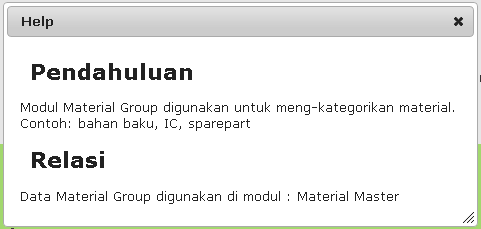 Help
Pendahuluan
Modul Material Group digunakan untuk meng-kategorikan material.
Contoh: bahan baku, IC, sparepart
Relasi
Data Material Group digunakan di modul : Material Master